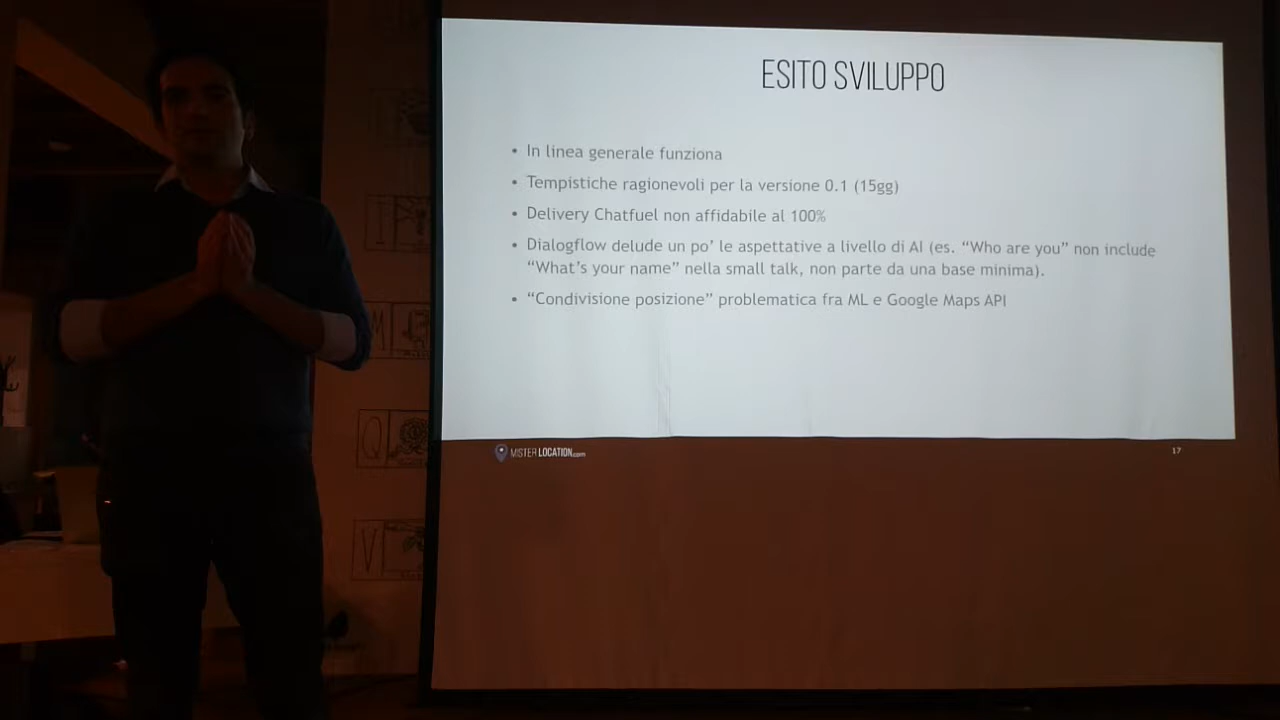 ESITO SVILUPPO
• In linea generale funziona
• Tempistiche ragionevoli per la versione 0.1 (15gg)
• Delivery Chatfuel non affidabile al 100%
• Dialogflow delude un po’ le aspettative a livello di AI (es. “Who are you” non include
“What’s your name” nella small talk, non parte da una base minima).
• “Condivisione posizione” problematica fra ML e Google Maps API
MISTER LOCATION.com
17
M
Q
V